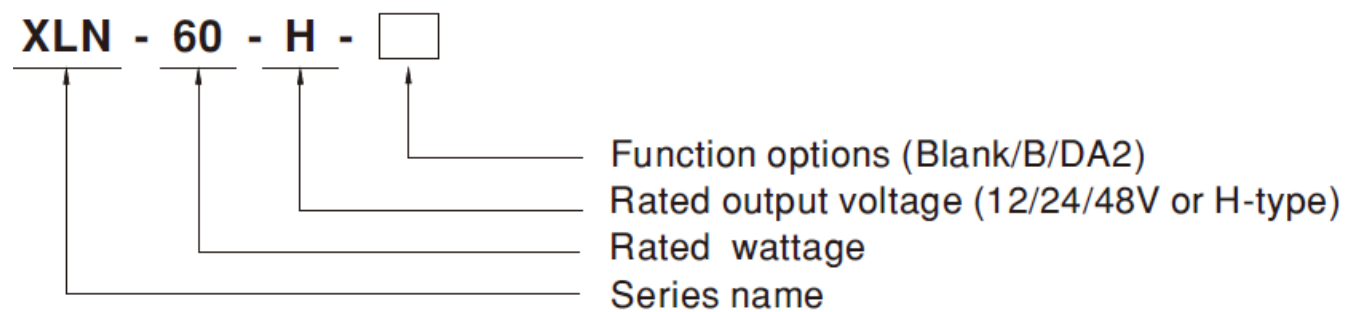 XLN - 60 - H -
Function options (Blank/B/DA2)
Rated output voltage (12/24/48V or H-type)
Rated wattage
Series name